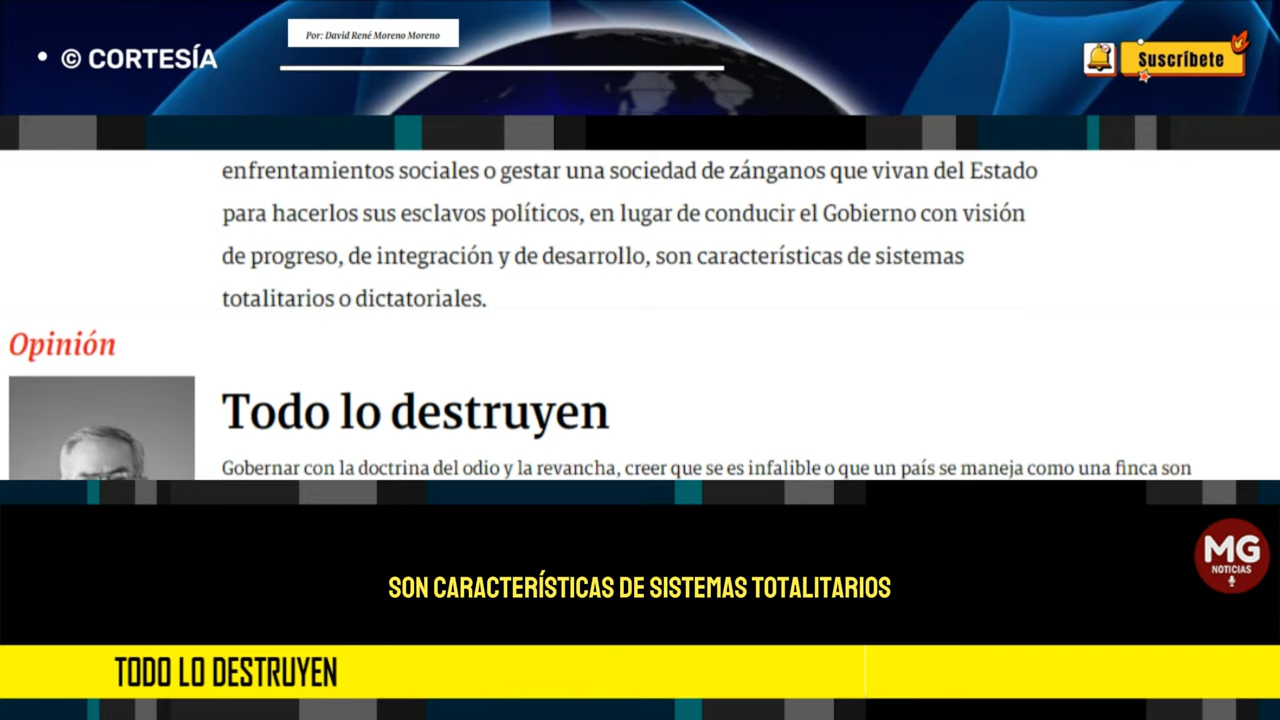 Por: David René Moreno Moreno
• © CORTESÍA
Suscríbete
enfrentamientos sociales o gestar una sociedad de zánganos que vivan del Estado
para hacerlos sus esclavos políticos, en lugar de conducir el Gobierno con visión
de progreso, de integración y de desarrollo, son características de sistemas
totalitarios o dictatoriales.
Opinión
Todo lo destruyen
Gobernar con la doctrina del odio y la revancha, creer que se es infalible o que un país se maneja como una finca son
MG
NOTICIAS
SON CARACTERÍSTICAS DE SISTEMAS TOTALITARIOS
TODO LO DESTRUYEN